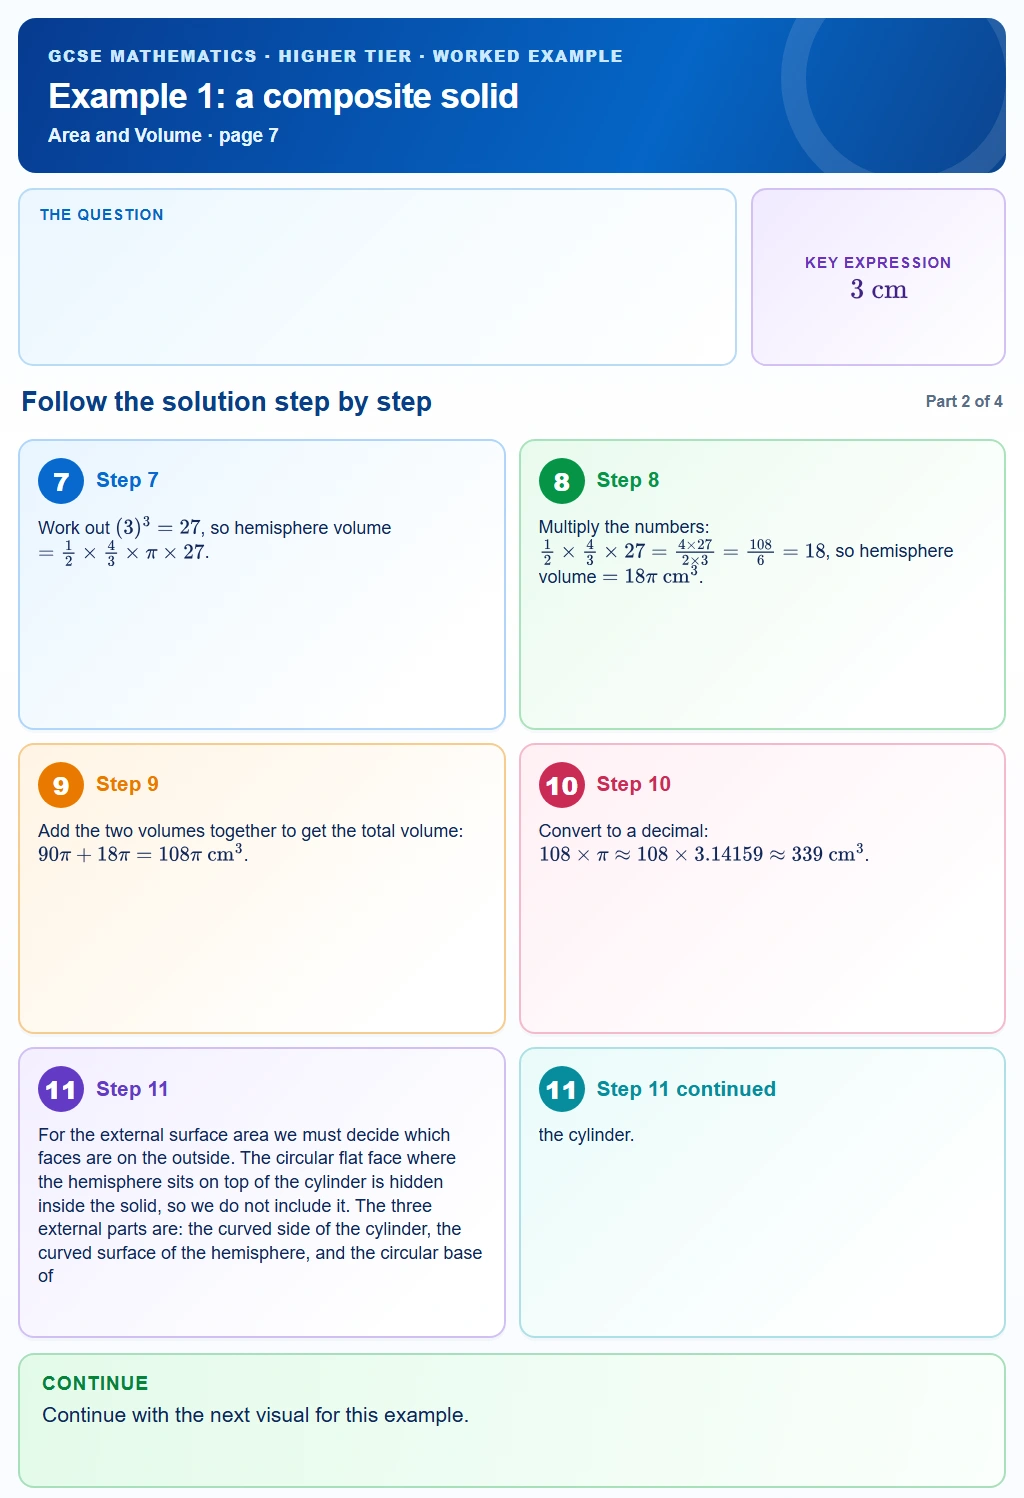 GCSE MATHEMATICS · HIGHER TIER · WORKED EXAMPLE
Example 1: a composite solid
Area and Volume · page 7
THE QUESTION
KEY EXPRESSION
3 cm
Follow the solution step by step
Part 2 of 4
7 Step 7
Work out (3)³ = 27, so hemisphere volume
= 1/2 × 4/3 × π × 27.
8 Step 8
Multiply the numbers:
1/2 × 4/3 × 27 = 4×27/2×3 = 108/6 = 18, so hemisphere
volume = 18π cm³.
9 Step 9
Add the two volumes together to get the total volume:
90π + 18π = 108π cm³.
10 Step 10
Convert to a decimal:
108 × π ≈ 108 × 3.14159 ≈ 339 cm³.
11 Step 11
For the external surface area we must decide which
faces are on the outside. The circular flat face where
the hemisphere sits on top of the cylinder is hidden
inside the solid, so we do not include it. The three
external parts are: the curved side of the cylinder, the
curved surface of the hemisphere, and the circular base
of
11 Step 11 continued
the cylinder.
CONTINUE
Continue with the next visual for this example.